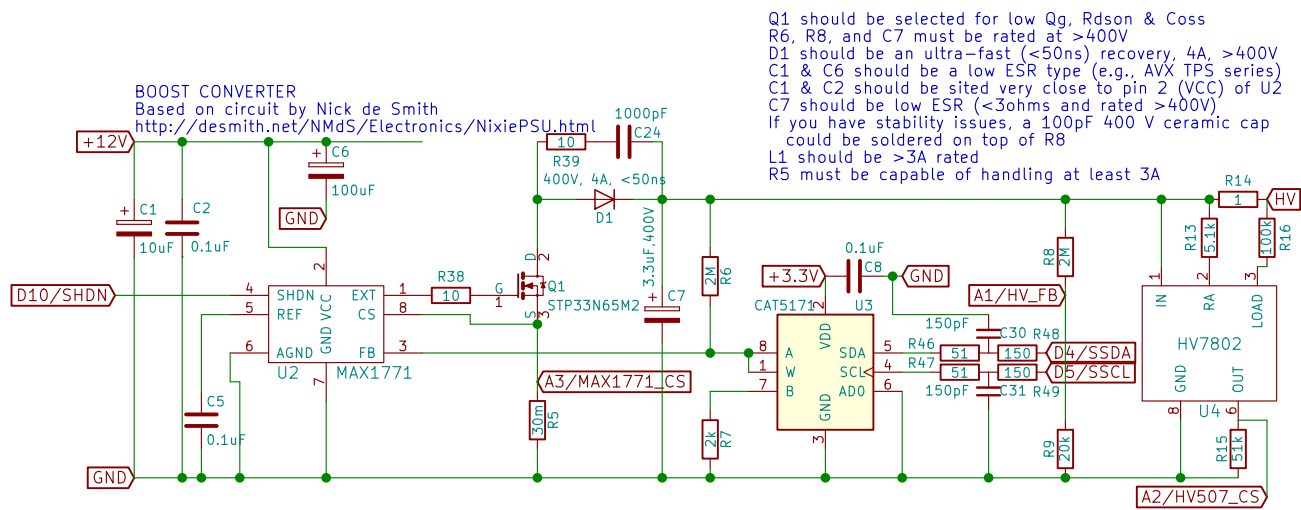 Q1 should be selected for low Qg, Rdson & Coss
R6, R8, and C7 must be rated at >400V
D1 should be an ultra-fast (<50ns) recovery, 4A, >400V
C1 & C6 should be a low ESR type (e.g., AVX TPS series)
C1 & C2 should be sited very close to pin 2 (VCC) of U2
C7 should be low ESR (<3ohms and rated >400V)
If you have stability issues, a 100pF 400 V ceramic cap
could be soldered on top of R8
L1 should be >3A rated
R5 must be capable of handling at least 3A
BOOST CONVERTER
Based on circuit by Nick de Smith
http://desmith.net/NMdS/Electronics/NixiePSU.html
+12V
C6
100uF
GND
C1
10uF
C2
0.1uF
1000pF
C24
10
R39
400V, 4A, <50ns
D1
D10/SHDN
4
5
6
2
7
1
8
3
SHDN
REF
AGND
VCC
GND
EXT
CS
FB
U2
MAX1771
C5
0.1uF
GND
R38
10
G
1
D
2
S
3
Q1
STP33N65M2
A3/MAX1771_CS
30m
R5
3.3uF,400V
C7
2M
R6
2k
R7
+3.3V
0.1uF
C8
GND
CAT5171
U3
2
VDD
8
1
7
A
W
B
SDA
SCL
AD0
5
4
6
GND
3
150pF
C30
R46
51
R47
51
150pF
C31
150
R48
150
R49
D4/SSDA
D5/SSCL
R8
2M
A1/HV_FB
R9
20k
R14
1
HV
R13
5.1k
100k
R16
1
2
3
IN
RA
LOAD
HV7802
GND
OUT
8
6
U4
R15
51k
A2/HV507_CS